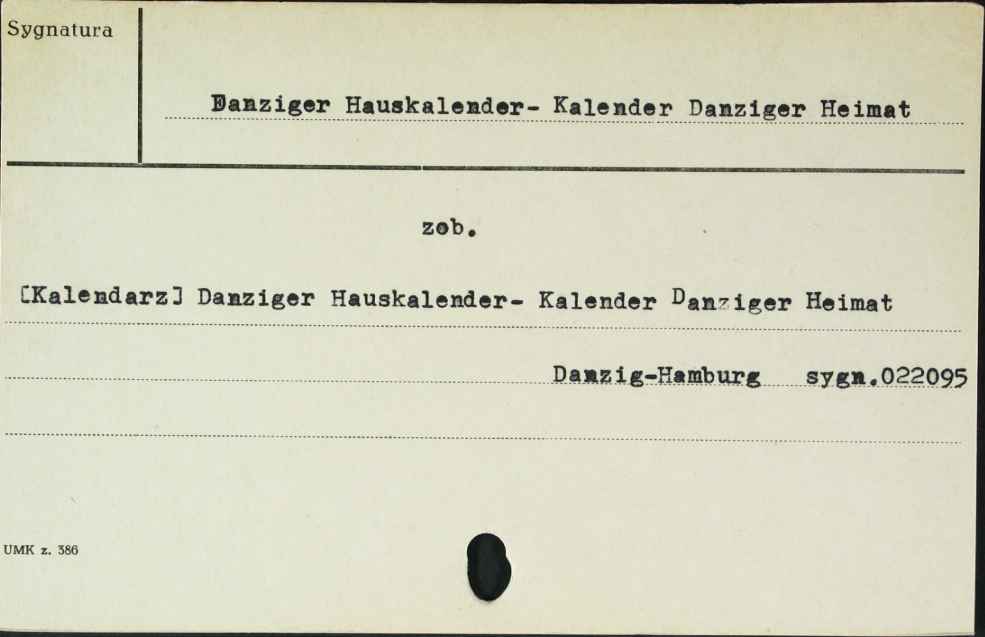 Sygnatura
Danziger Hauskalender- Kalender Danziger Heimat
zob.
[Kalendarz] Danziger Hauskalender- Kalender Danziger Heimat
Danzig-Hamburg sygn.022095
UMK z. 386